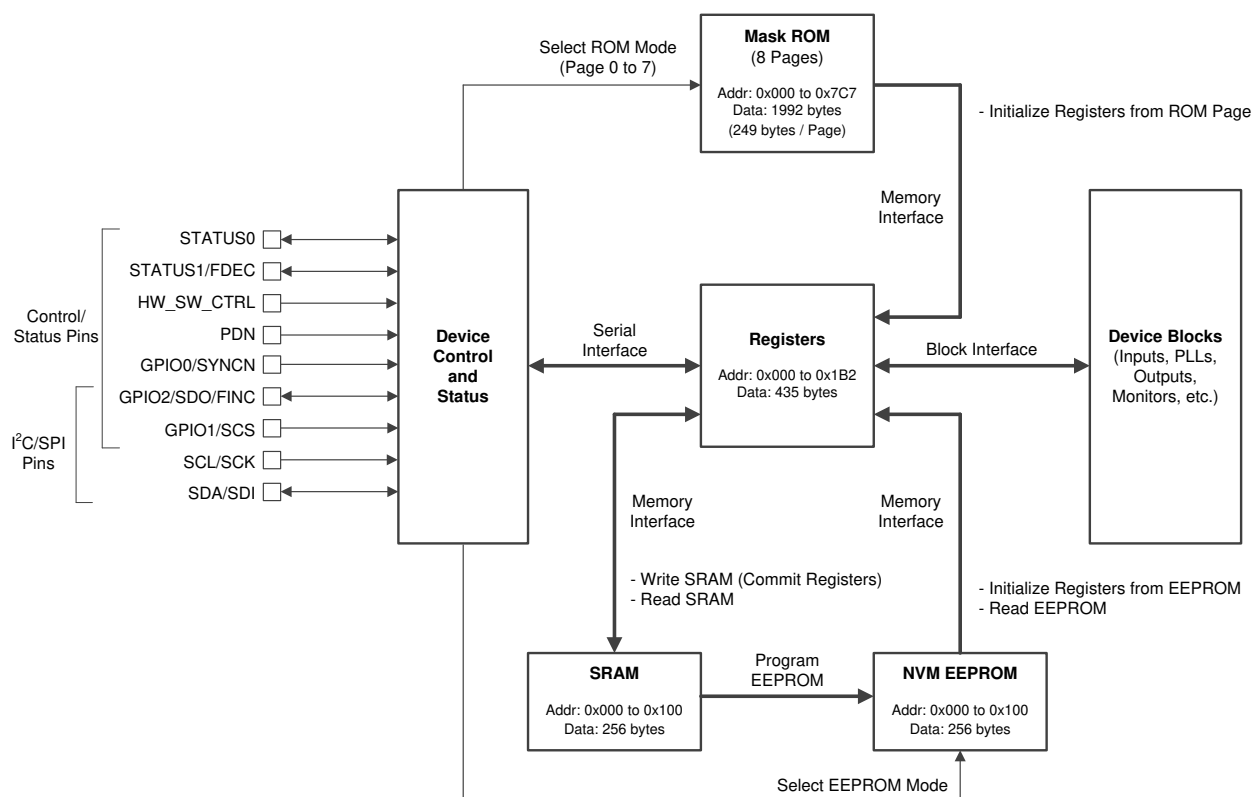 Select ROM Mode
(Page 0 to 7)
Mask ROM
(8 Pages)
Addr: 0x000 to 0x7C7
Data: 1992 bytes
(249 bytes / Page)
- Initialize Registers from ROM Page
Memory
Interface
Control/
Status Pins
I²C/SPI
Pins
STATUS0
STATUS1/FDEC
HW_SW_CTRL
PDN
GPIO0/SYNCN
GPIO2/SDO/FINC
GPIO1/SCS
SCL/SCK
SDA/SDI
Device
Control
and
Status
Serial
Interface
Registers
Addr: 0x000 to 0x1B2
Data: 435 bytes
Block Interface
Device Blocks
(Inputs, PLLs,
Outputs,
Monitors, etc.)
Memory
Interface
Memory
Interface
- Write SRAM (Commit Registers)
- Read SRAM
- Initialize Registers from EEPROM
- Read EEPROM
SRAM
Addr: 0x000 to 0x100
Data: 256 bytes
Program
EEPROM
NVM EEPROM
Addr: 0x000 to 0x100
Data: 256 bytes
Select EEPROM Mode